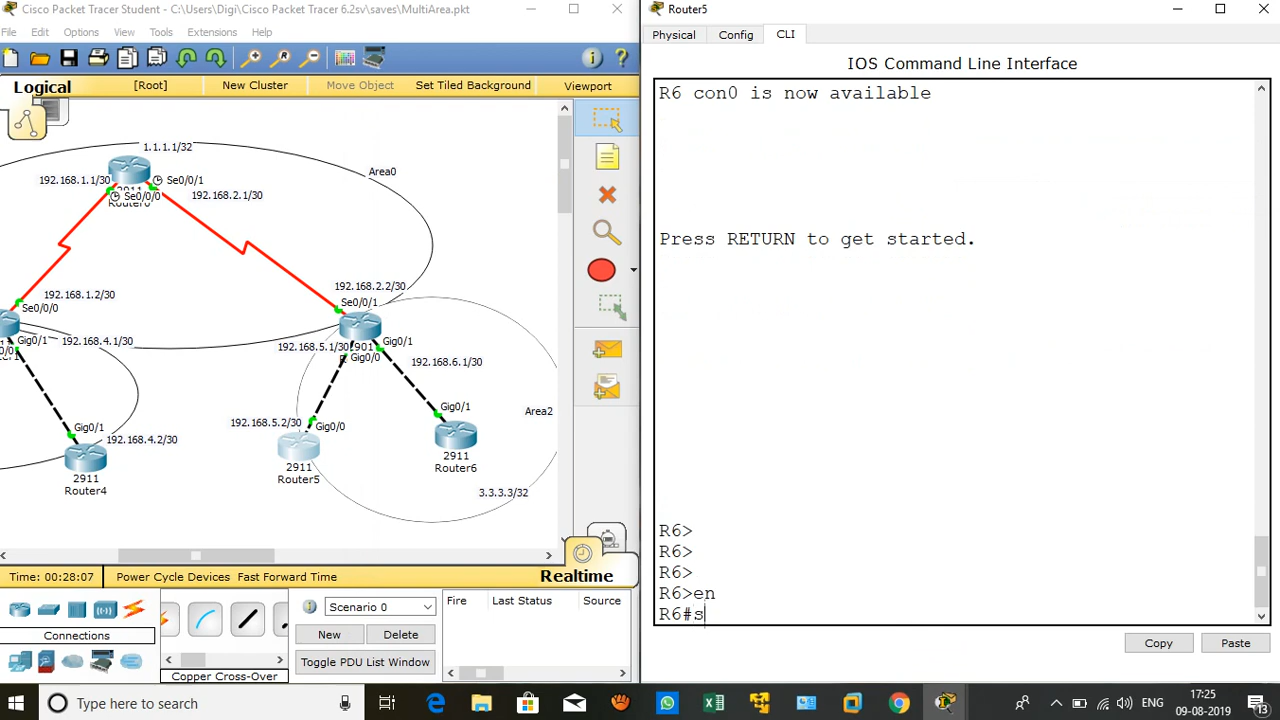 Cisco Packet Tracer Student - C:\Users\Digi\Cisco Packet Tracer 6.2sv\saves\MultiArea.pkt
File Edit Options View Tools Extensions Help
Logical [Root] New Cluster Move Object Set Tiled Background Viewport
1.1.1.1/32
Area0
192.168.1.1/30
Se0/0/1
Se0/0/0
192.168.2.1/30
2911
192.168.2.2/30
192.168.1.2/30
Se0/0/1
Se0/0/0
192.168.4.1/30
Gig0/1
192.168.5.1/30
Gig0/1
Gig0/0
192.168.6.1/30
Gig0/1
Area2
192.168.5.2/30
Gig0/0
Gig0/1
192.168.4.2/30
2911
Router4
2911
Router5
2911
Router6
3.3.3.3/32
Time: 00:28:07 Power Cycle Devices Fast Forward Time
Realtime
Scenario 0
New Delete
Toggle PDU List Window
Fire Last Status Source
Connections
Copper Cross-Over
Router5
Physical Config CLI
IOS Command Line Interface
R6 con0 is now available
Press RETURN to get started.
R6>
R6>
R6>
R6>en
R6#s
Copy Paste
Type here to search
ENG
17:25
09-08-2019
13